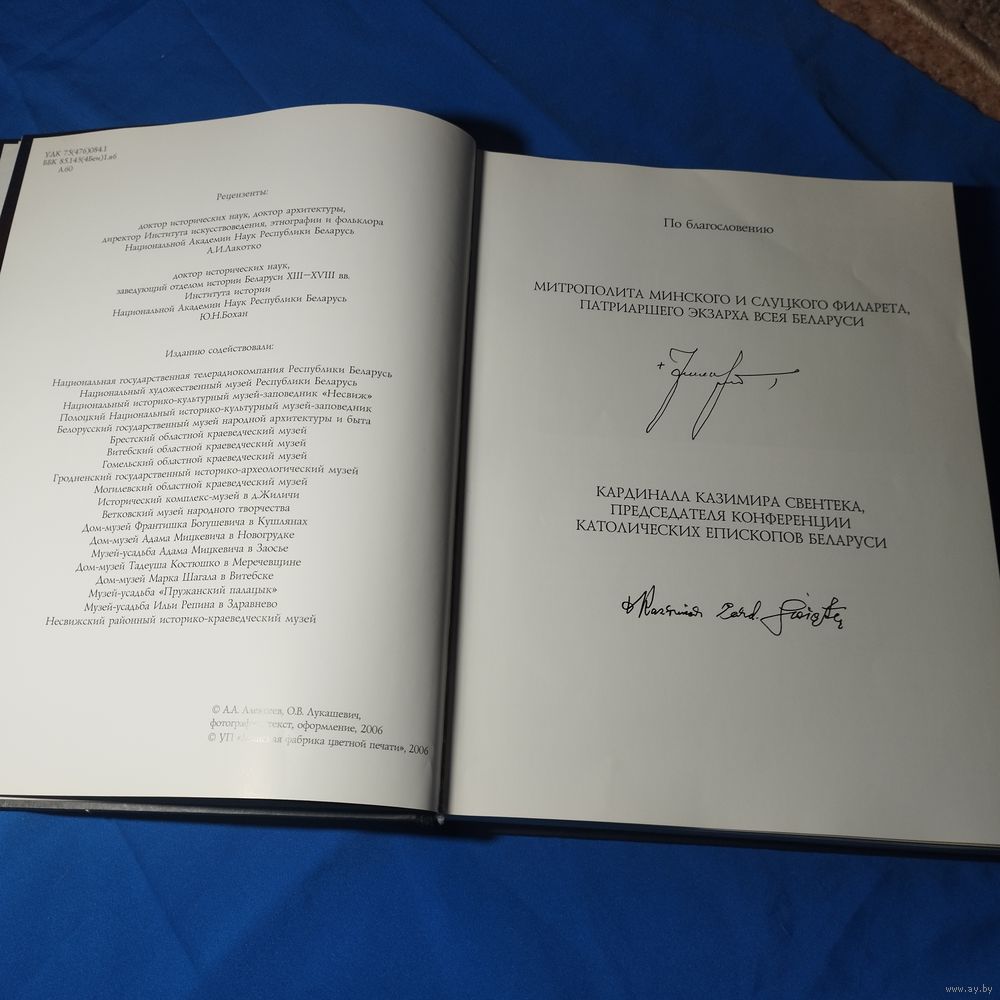 УДК 75(476)084.1
ББК 85.143(4Беи)1.я6
А60
Рецензенты:
доктор исторических наук, доктор архитектуры,
директор Института искусствоведения, этнографии и фольклора
Национальной Академии Наук Республики Беларусь
А.И.Лакотко
доктор исторических наук,
заведующий отделом истории Беларуси XIII–XVIII вв.
Института истории
Национальной Академии Наук Республики Беларусь
Ю.Н.Бохан
Изданию содействовали:
Национальная государственная телерадиокомпания Республики Беларусь
Национальный художественный музей Республики Беларусь
Национальный историко-культурный музей-заповедник «Несвиж»
Полоцкий Национальный историко-культурный музей-заповедник
Белорусский государственный музей народной архитектуры и быта
Брестский областной краеведческий музей
Витебский областной краеведческий музей
Гомельский областной краеведческий музей
Гродненский государственный историко-археологический музей
Могилевский областной краеведческий музей
Исторический комплекс-музей в д.Жиличи
Ветковский музей народного творчества
Дом-музей Франтишка Богушевича в Кушлянах
Дом-музей Адама Мицкевича в Новогрудке
Музей-усадьба Адама Мицкевича в Заосье
Дом-музей Тадеуша Костюшко в Меречевщине
Дом-музей Марка Шагала в Витебске
Музей-усадьба «Пружанский палацык»
Музей-усадьба Ильи Репина в Здравнево
Несвижский районный историко-краеведческий музей
© А.А. Алексеев, О.В. Лукашевич,
текст, оформление, 2006
© УП фабрика цветной печати», 2006
По благословению
МИТРОПОЛИТА МИНСКОГО И СЛУЦКОГО ФИЛАРЕТА,
ПАТРИАРШЕГО ЭКЗАРХА ВСЕЯ БЕЛАРУСИ
КАРДИНАЛА КАЗИМИРА СВЕНТЕКА,
ПРЕДСЕДАТЕЛЯ КОНФЕРЕНЦИИ
КАТОЛИЧЕСКИХ ЕПИСКОПОВ БЕЛАРУСИ
www.ay.by